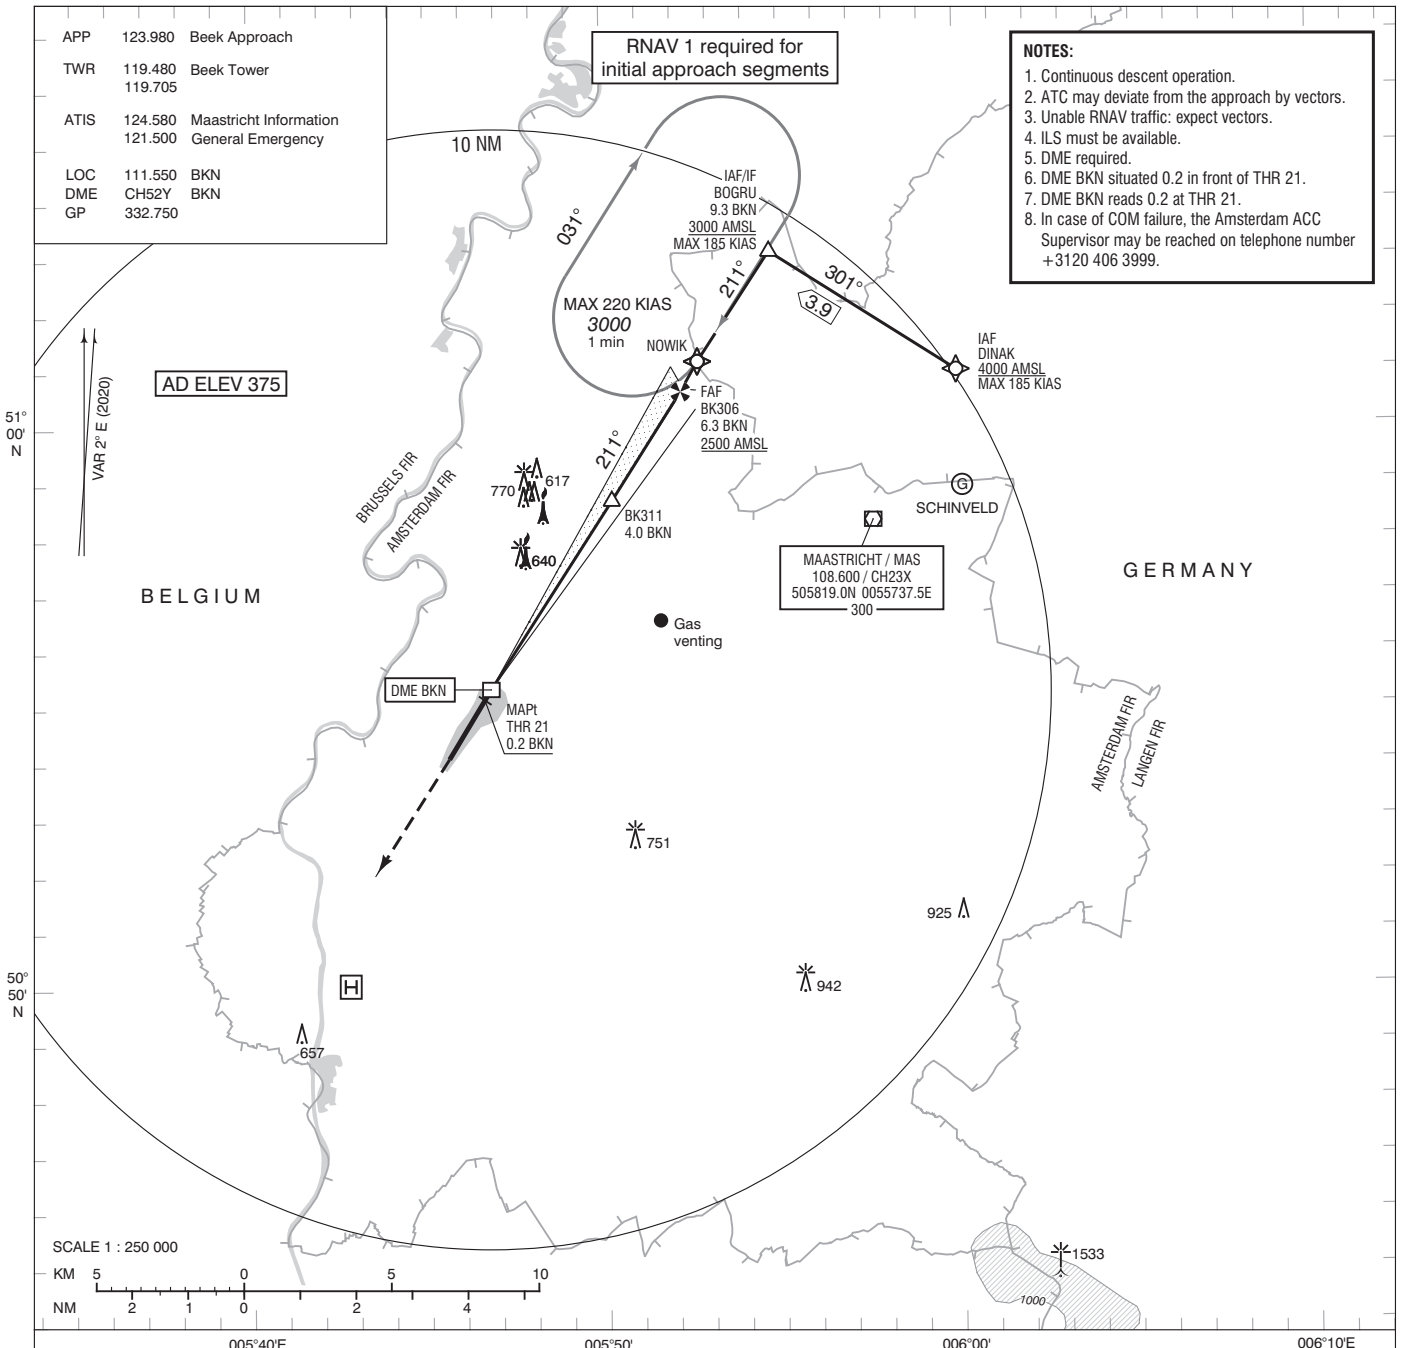 APP 123.980 Beek Approach
TWR 119.480 Beek Tower
119.705
ATIS 124.580 Maastricht Information
121.500 General Emergency
LOC 111.550 BKN
DME CH52Y BKN
GP 332.750
RNAV 1 required for
initial approach segments
NOTES:
1. Continuous descent operation.
2. ATC may deviate from the approach by vectors.
3. Unable RNAV traffic: expect vectors.
4. ILS must be available.
5. DME required.
6. DME BKN situated 0.2 in front of THR 21.
7. DME BKN reads 0.2 at THR 21.
8. In case of COM failure, the Amsterdam ACC
Supervisor may be reached on telephone number
+3120 406 3999.
10 NM
IAF/IF
BOGRU
9.3 BKN
3000 AMSL
MAX 185 KIAS
031°
211°
301°
3.9
MAX 220 KIAS
3000
1 min
NOWIK
IAF
DINAK
4000 AMSL
MAX 185 KIAS
AD ELEV 375
VAR 2° E (2020)
FAF
BK306
6.3 BKN
2500 AMSL
51°
00'
N
211°
BRUSSELS FIR
AMSTERDAM FIR
617
770
G
SCHINVELD
BK311
4.0 BKN
640
MAASTRICHT / MAS
108.600 / CH23X
505819.0N 0055737.5E
300
BELGIUM
GERMANY
Gas
venting
DME BKN
MAPt
THR 21
0.2 BKN
AMSTERDAM FIR
LANGEN FIR
751
925
942
50°
50'
N
H
657
1533
1000
SCALE 1 : 250 000
KM 5 0 5 10
NM 2 1 0 2 4
005°40'E 005°50' 006°00' 006°10'E